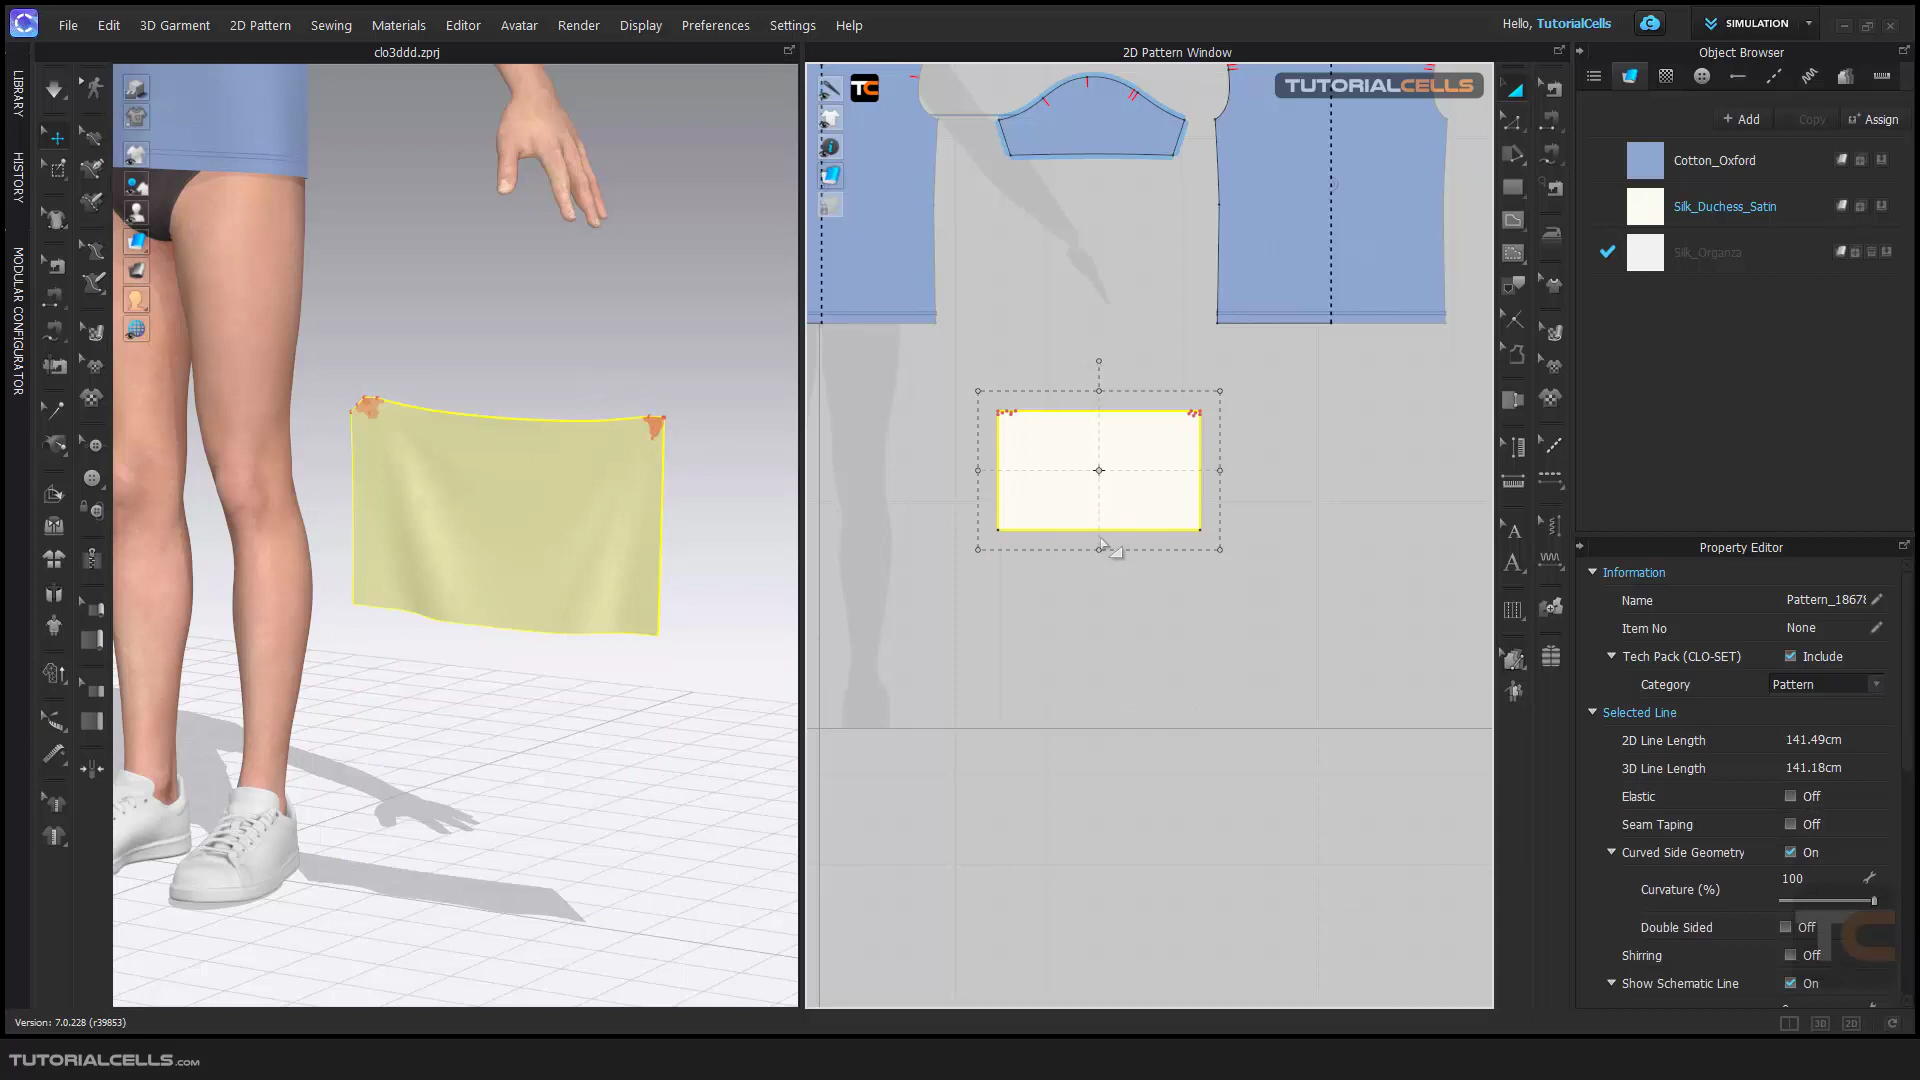 File Edit 3D Garment 2D Pattern Sewing Materials Editor Avatar Render Display Preferences Settings Help
Hello, TutorialCells
SIMULATION
clo3ddd.zprj
2D Pattern Window
Object Browser
LIBRARY
HISTORY
MODULAR CONFIGURATOR
TC
TUTORIALCELLS
+ Add Copy Assign
Cotton_Oxford
Silk_Duchess_Satin
Silk_Organza
Property Editor
Information
Name Pattern_18678
Item No None
Tech Pack (CLO-SET) Include
Category Pattern
Selected Line
2D Line Length 141.49cm
3D Line Length 141.18cm
Elastic Off
Seam Taping Off
Curved Side Geometry On
Curvature (%) 100
Double Sided Off
Shirring Off
Show Schematic Line On
Version: 7.0.228 (r39853)
3D 2D
TUTORIALCELLS.com